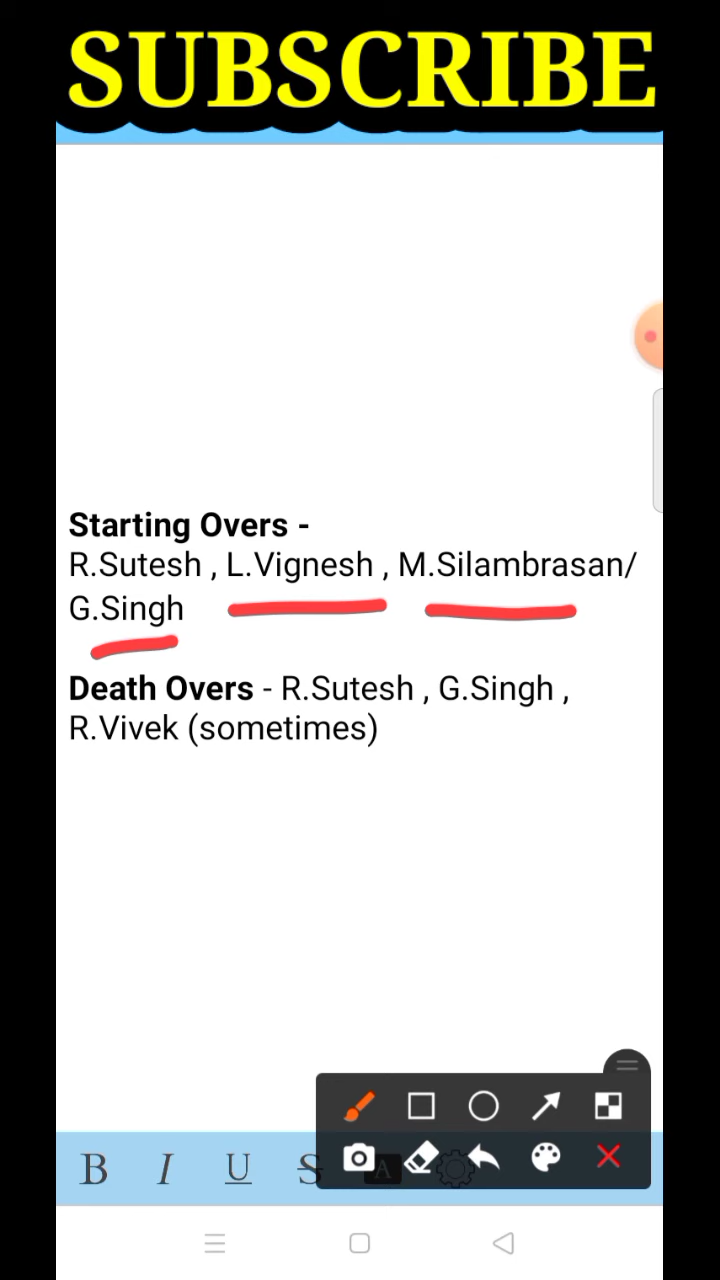 SUBSCRIBE
Starting Overs -
R.Sutesh , L.Vignesh , M.Silambrasan/
G.Singh
Death Overs - R.Sutesh , G.Singh ,
R.Vivek (sometimes)
B I U S A